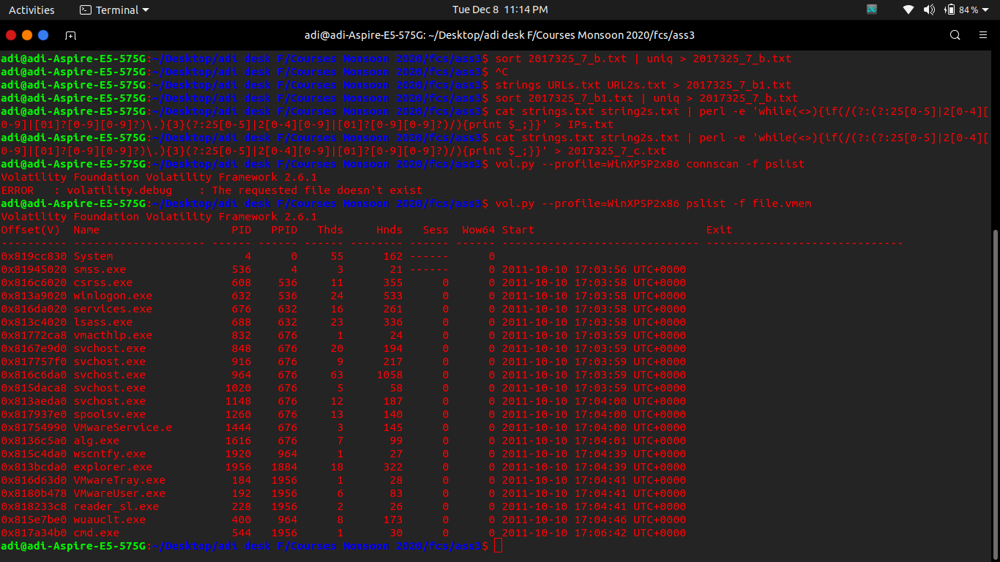 Activities Terminal Tue Dec 8 11:14 PM 84 %
adi@adi-Aspire-E5-575G: ~/Desktop/adi desk F/Courses Monsoon 2020/fcs/ass3
adi@adi-Aspire-E5-575G:~/Desktop/adi desk F/Courses Monsoon 2020/fcs/ass3$ sort 2017325_7_b.txt | uniq > 2017325_7_b.txt
adi@adi-Aspire-E5-575G:~/Desktop/adi desk F/Courses Monsoon 2020/fcs/ass3$ ^C
adi@adi-Aspire-E5-575G:~/Desktop/adi desk F/Courses Monsoon 2020/fcs/ass3$ strings URLs.txt URL2s.txt > 2017325_7_b1.txt
adi@adi-Aspire-E5-575G:~/Desktop/adi desk F/Courses Monsoon 2020/fcs/ass3$ sort 2017325_7_b1.txt | uniq > 2017325_7_b.txt
adi@adi-Aspire-E5-575G:~/Desktop/adi desk F/Courses Monsoon 2020/fcs/ass3$ cat strings.txt string2s.txt | perl -e 'while(<>){if(/(?:(?:25[0-5]|2[0-4][
0-9]|[01]?[0-9][0-9]?)\.){3}(?:25[0-5]|2[0-4][0-9]|[01]?[0-9][0-9]?)/){print $_;}}' > IPs.txt
adi@adi-Aspire-E5-575G:~/Desktop/adi desk F/Courses Monsoon 2020/fcs/ass3$ cat strings.txt string2s.txt | perl -e 'while(<>){if(/(?:(?:25[0-5]|2[0-4][
0-9]|[01]?[0-9][0-9]?)\.){3}(?:25[0-5]|2[0-4][0-9]|[01]?[0-9][0-9]?)/){print $_;}}' > 2017325_7_c.txt
adi@adi-Aspire-E5-575G:~/Desktop/adi desk F/Courses Monsoon 2020/fcs/ass3$ vol.py --profile=WinXPSP2x86 connscan -f pslist
Volatility Foundation Volatility Framework 2.6.1
ERROR   : volatility.debug    : The requested file doesn't exist
adi@adi-Aspire-E5-575G:~/Desktop/adi desk F/Courses Monsoon 2020/fcs/ass3$ vol.py --profile=WinXPSP2x86 pslist -f file.vmem
Volatility Foundation Volatility Framework 2.6.1
Offset(V)  Name                    PID   PPID   Thds     Hnds   Sess  Wow64 Start                          Exit
---------- -------------------- ------ ------ ------ -------- ------ ------ ------------------------------ ------------------------------
0x819cc830 System                    4      0     55      162 ------      0
0x81945020 smss.exe                536      4      3       21 ------      0 2011-10-10 17:03:56 UTC+0000
0x816c6020 csrss.exe               608    536     11      355      0      0 2011-10-10 17:03:58 UTC+0000
0x813a9020 winlogon.exe            632    536     24      533      0      0 2011-10-10 17:03:58 UTC+0000
0x816da020 services.exe            676    632     16      261      0      0 2011-10-10 17:03:58 UTC+0000
0x813c4020 lsass.exe               688    632     23      336      0      0 2011-10-10 17:03:58 UTC+0000
0x81772ca8 vmacthlp.exe            832    676      1       24      0      0 2011-10-10 17:03:59 UTC+0000
0x8167e9d0 svchost.exe             848    676     20      194      0      0 2011-10-10 17:03:59 UTC+0000
0x817757f0 svchost.exe             916    676      9      217      0      0 2011-10-10 17:03:59 UTC+0000
0x816c6da0 svchost.exe             964    676     63     1058      0      0 2011-10-10 17:03:59 UTC+0000
0x815daca8 svchost.exe            1020    676      5       58      0      0 2011-10-10 17:03:59 UTC+0000
0x813aeda0 svchost.exe            1148    676     12      187      0      0 2011-10-10 17:04:00 UTC+0000
0x817937e0 spoolsv.exe            1260    676     13      140      0      0 2011-10-10 17:04:00 UTC+0000
0x81754990 VMwareService.e        1444    676      3      145      0      0 2011-10-10 17:04:00 UTC+0000
0x8136c5a0 alg.exe                1616    676      7       99      0      0 2011-10-10 17:04:01 UTC+0000
0x815c4da0 wscntfy.exe            1920    964      1       27      0      0 2011-10-10 17:04:39 UTC+0000
0x813bcda0 explorer.exe           1956   1884     18      322      0      0 2011-10-10 17:04:39 UTC+0000
0x816d63d0 VMwareTray.exe          184   1956      1       28      0      0 2011-10-10 17:04:41 UTC+0000
0x8180b478 VMwareUser.exe          192   1956      6       83      0      0 2011-10-10 17:04:41 UTC+0000
0x818233c8 reader_sl.exe           228   1956      2       26      0      0 2011-10-10 17:04:41 UTC+0000
0x815e7be0 wuauclt.exe             400    964      8      173      0      0 2011-10-10 17:04:46 UTC+0000
0x817a34b0 cmd.exe                 544   1956      1       30      0      0 2011-10-10 17:06:42 UTC+0000
adi@adi-Aspire-E5-575G:~/Desktop/adi desk F/Courses Monsoon 2020/fcs/ass3$